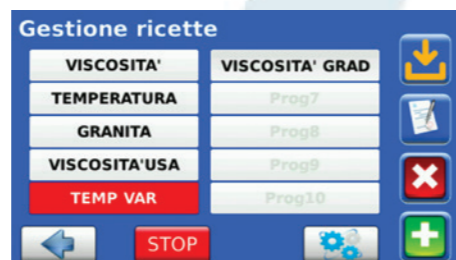 Gestione ricette
VISCOSITA' VISCOSITA' GRAD
TEMPERATURA Prog7
GRANITA Prog8
VISCOSITA'USA Prog9
TEMP VAR Prog10
STOP